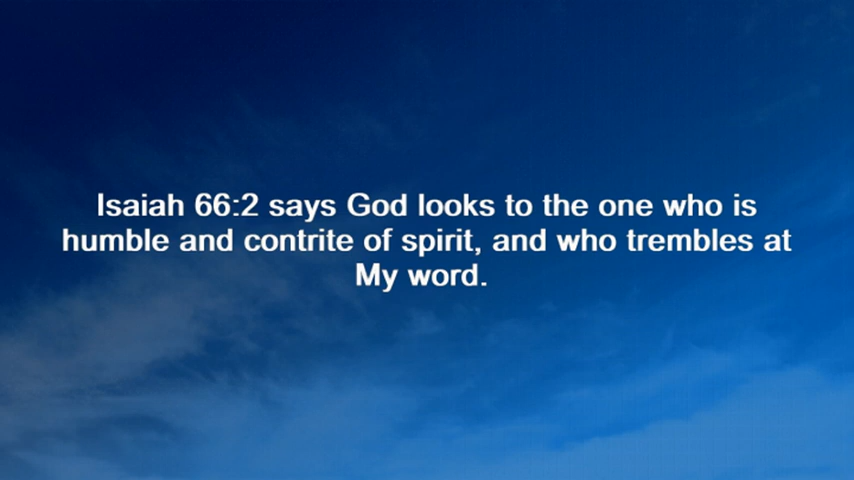 Isaiah 66:2 says God looks to the one who is
humble and contrite of spirit, and who trembles at
My word.